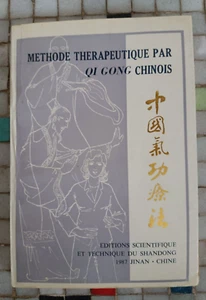 METHODE THERAPEUTIQUE PAR
QI GONG CHINOIS
中國氣功療法
EDITIONS SCIENTIFIQUE
ET TECHNIQUE DU SHANDONG
1987 JINAN - CHINE